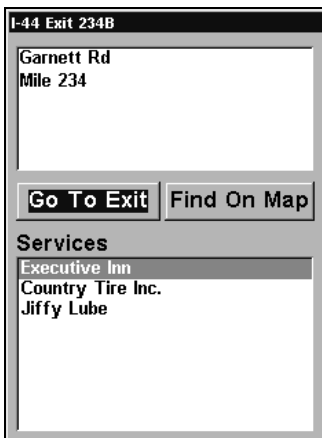 I-44 Exit 234B
Garnett Rd
Mile 234
Go To Exit Find On Map
Services
Executive Inn
Country Tire Inc.
Jiffy Lube